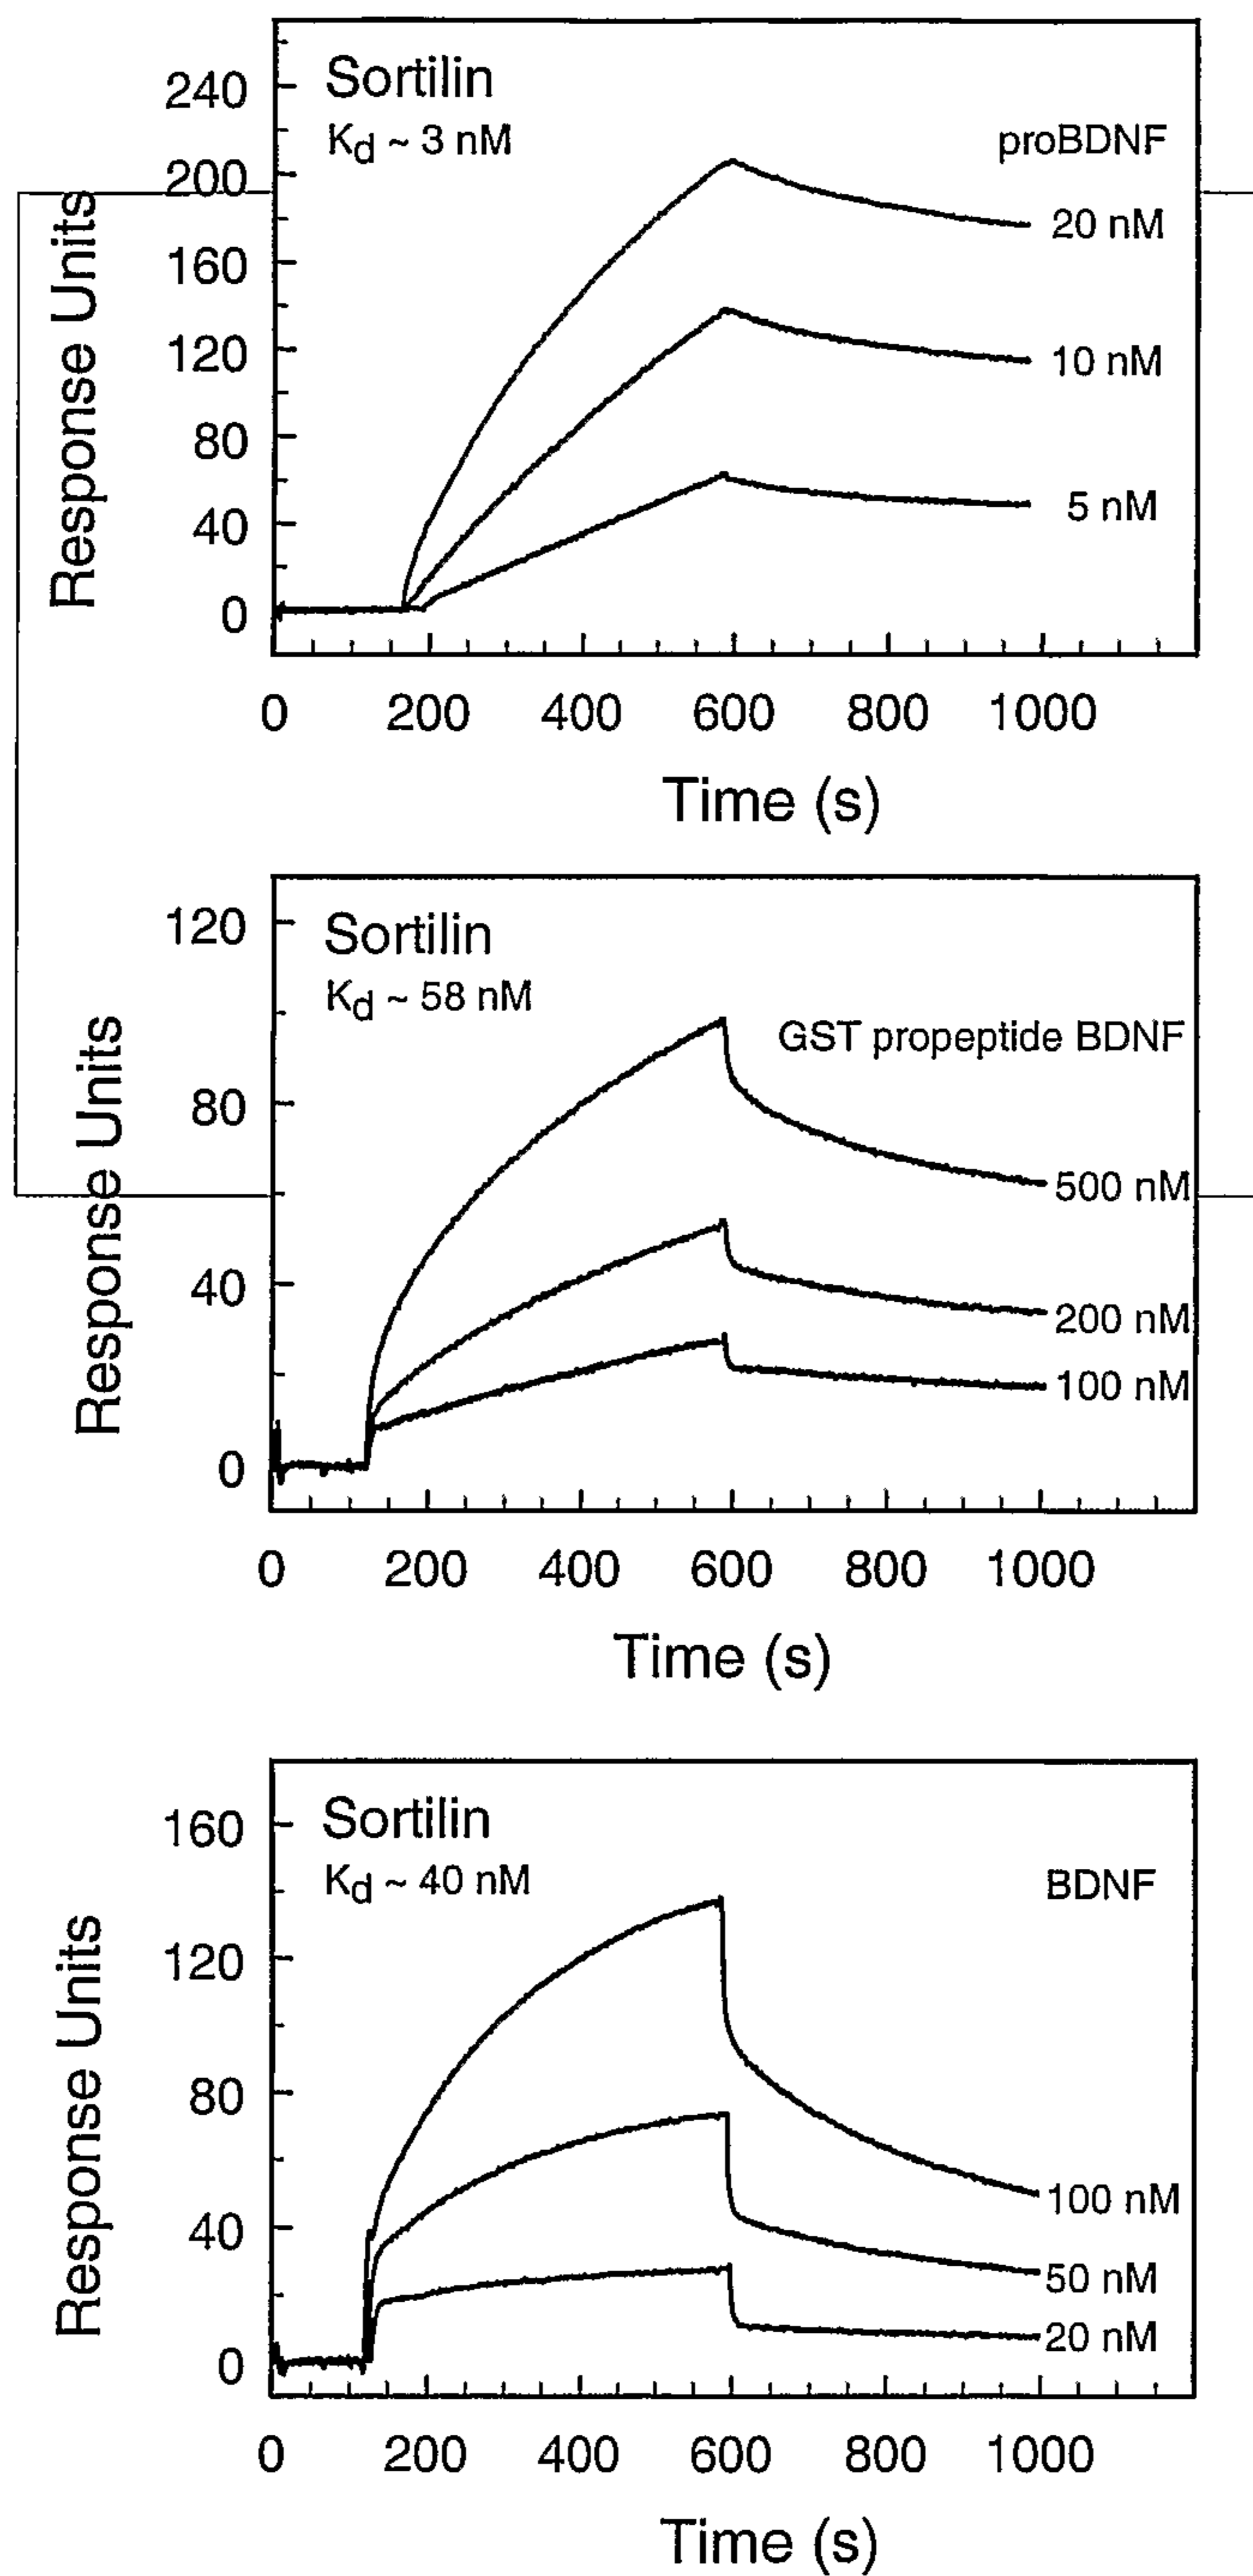 Sortilin
Kd ~ 3 nM
proBDNF
240
200
160
120
80
40
0
20 nM
10 nM
5 nM
Response Units
0 200 400 600 800 1000
Time (s)
Sortilin
Kd ~ 58 nM
GST propeptide BDNF
120
80
40
0
500 nM
200 nM
100 nM
Response Units
0 200 400 600 800 1000
Time (s)
Sortilin
Kd ~ 40 nM
BDNF
160
120
80
40
0
100 nM
50 nM
20 nM
Response Units
0 200 400 600 800 1000
Time (s)